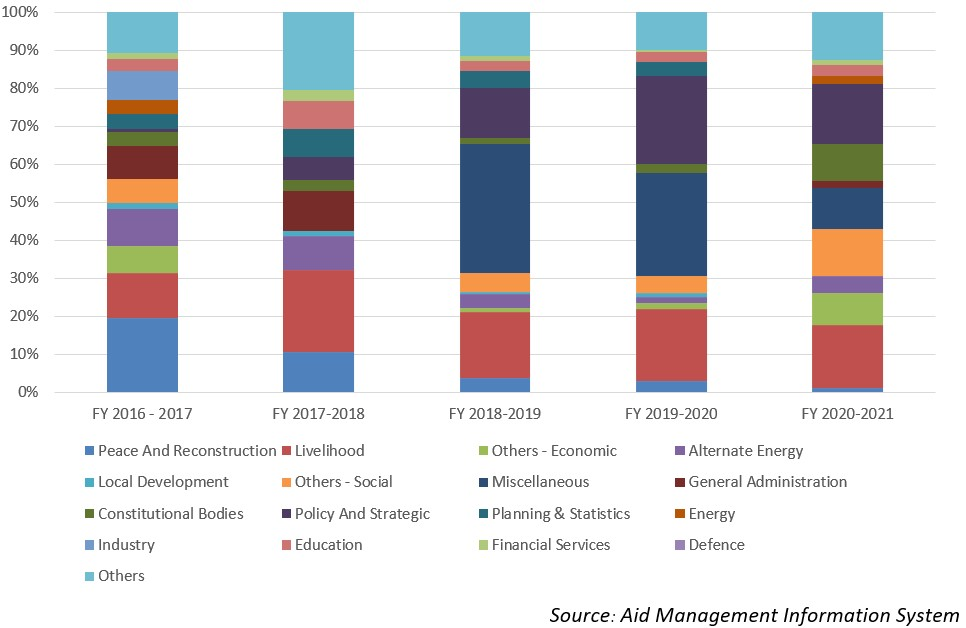 100%
90%
80%
70%
60%
50%
40%
30%
20%
10%
0%
FY 2016 - 2017 FY 2017-2018 FY 2018-2019 FY 2019-2020 FY 2020-2021
Peace And Reconstruction Livelihood Others - Economic Alternate Energy
Local Development Others - Social Miscellaneous General Administration
Constitutional Bodies Policy And Strategic Planning & Statistics Energy
Industry Education Financial Services Defence
Others
Source: Aid Management Information System